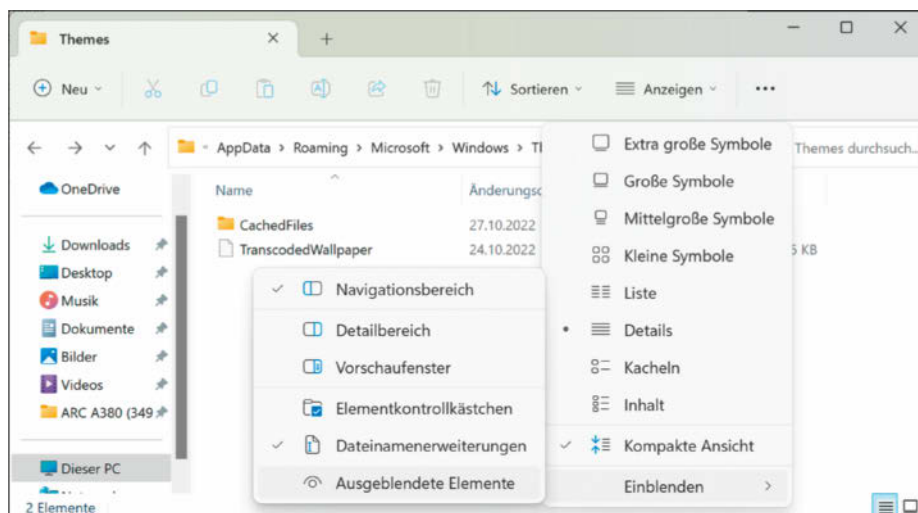 Themes
Neu
Sortieren
Anzeigen
AppData > Roaming > Microsoft > Windows >
Themes durchsuch...
OneDrive
Downloads
Desktop
Musik
Dokumente
Bilder
Videos
ARC A380 (349
Dieser PC
2 Elemente
Name
CachedFiles 27.10.2022
TranscodedWallpaper 24.10.2022
KB
Navigationsbereich
Detailbereich
Vorschaufenster
Elementkontrollkästchen
Dateinamenerweiterungen
Ausgeblendete Elemente
Extra große Symbole
Große Symbole
Mittelgroße Symbole
Kleine Symbole
Liste
Details
Kacheln
Inhalt
Kompakte Ansicht
Einblenden